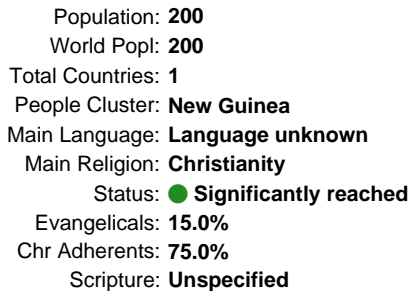 Population: 200
World Popl: 200
Total Countries: 1
People Cluster: New Guinea
Main Language: Language unknown
Main Religion: Christianity
Status: Significantly reached
Evangelicals: 15.0%
Chr Adherents: 75.0%
Scripture: Unspecified